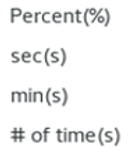 Percent(%)
sec(s)
min(s)
# of time(s)